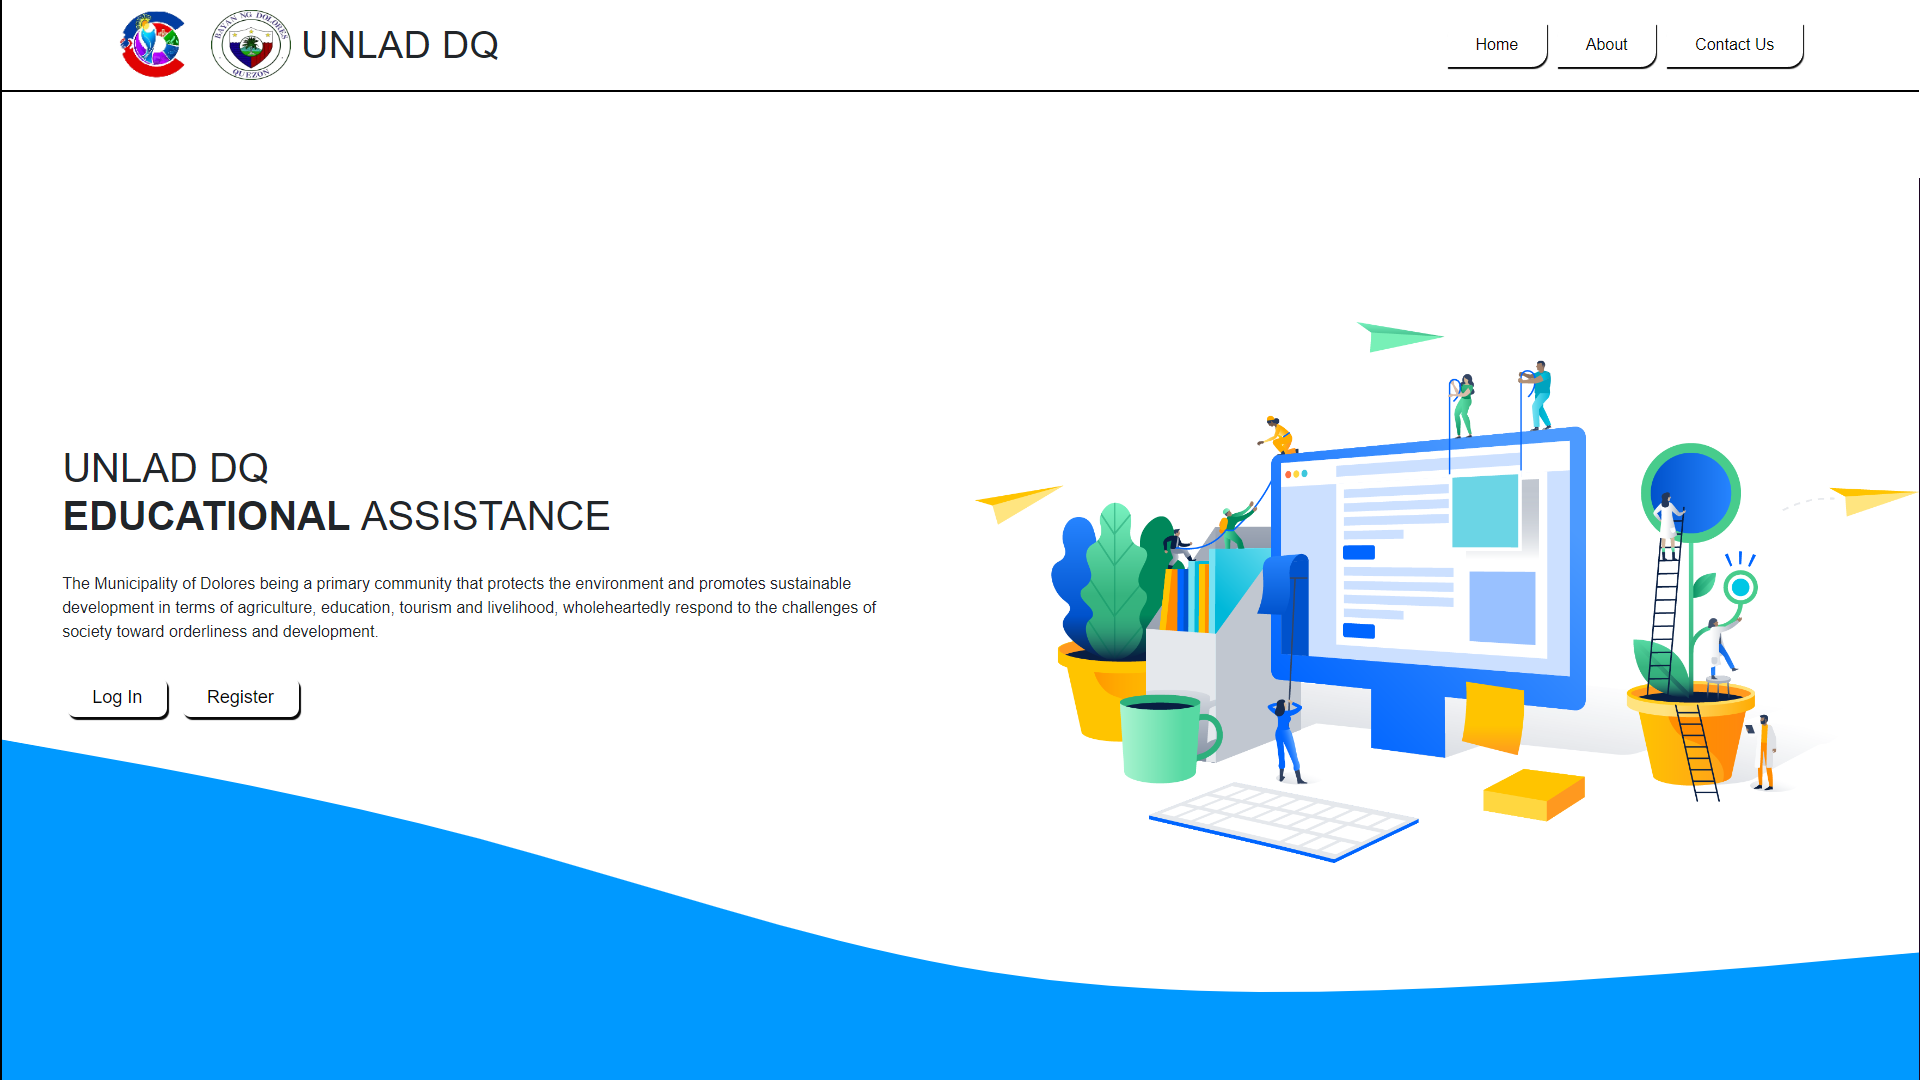 BAYAN NG DOLORES
QUEZON
UNLAD DQ
Home
About
Contact Us
UNLAD DQ
EDUCATIONAL ASSISTANCE
The Municipality of Dolores being a primary community that protects the environment and promotes sustainable
development in terms of agriculture, education, tourism and livelihood, wholeheartedly respond to the challenges of
society toward orderliness and development.
Log In
Register